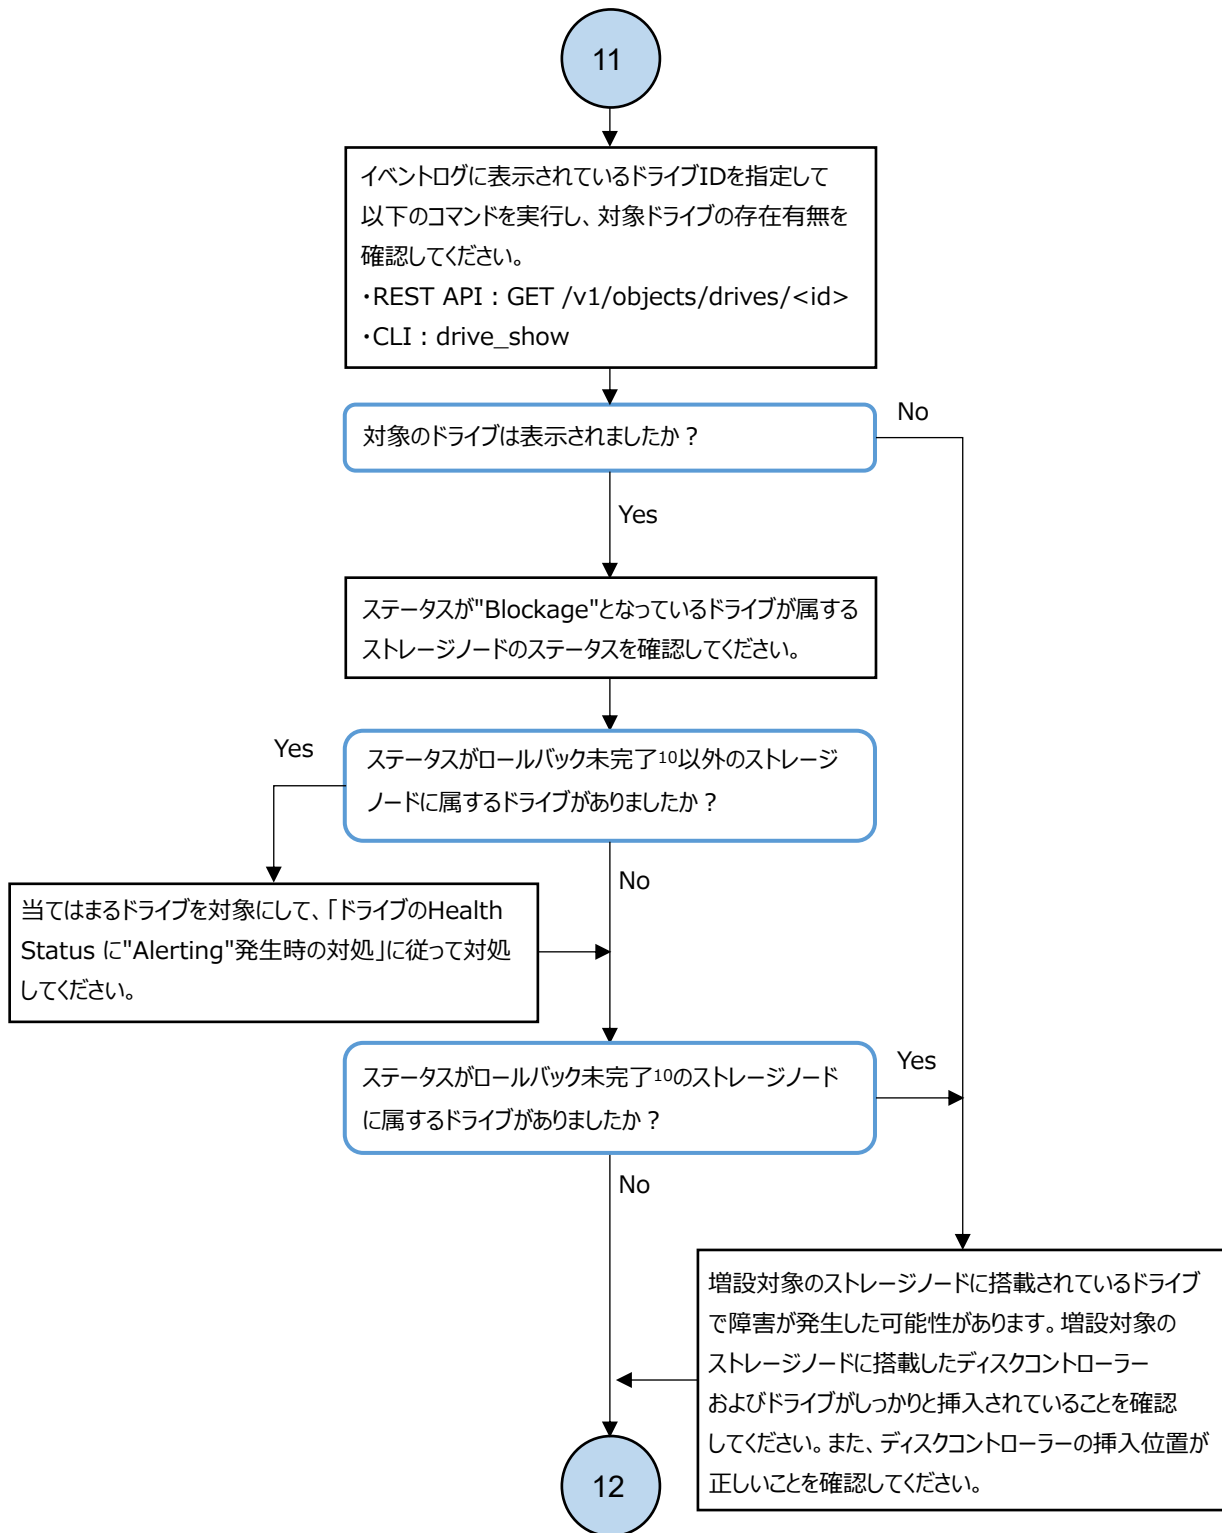 11
イベントログに表示されているドライブIDを指定して
以下のコマンドを実行し、対象ドライブの存在有無を
確認してください。
・REST API：GET /v1/objects/drives/<id>
・CLI：drive_show
対象のドライブは表示されましたか？
No
Yes
ステータスが"Blockage"となっているドライブが属する
ストレージノードのステータスを確認してください。
Yes
ステータスがロールバック未完了10以外のストレージ
ノードに属するドライブがありましたか？
No
当てはまるドライブを対象にして、「ドライブのHealth
Status に"Alerting"発生時の対処」に従って対処
してください。
ステータスがロールバック未完了10のストレージノード
に属するドライブがありましたか？
Yes
No
増設対象のストレージノードに搭載されているドライブ
で障害が発生した可能性があります。増設対象の
ストレージノードに搭載したディスクコントローラー
およびドライブがしっかりと挿入されていることを確認
してください。また、ディスクコントローラーの挿入位置が
正しいことを確認してください。
12